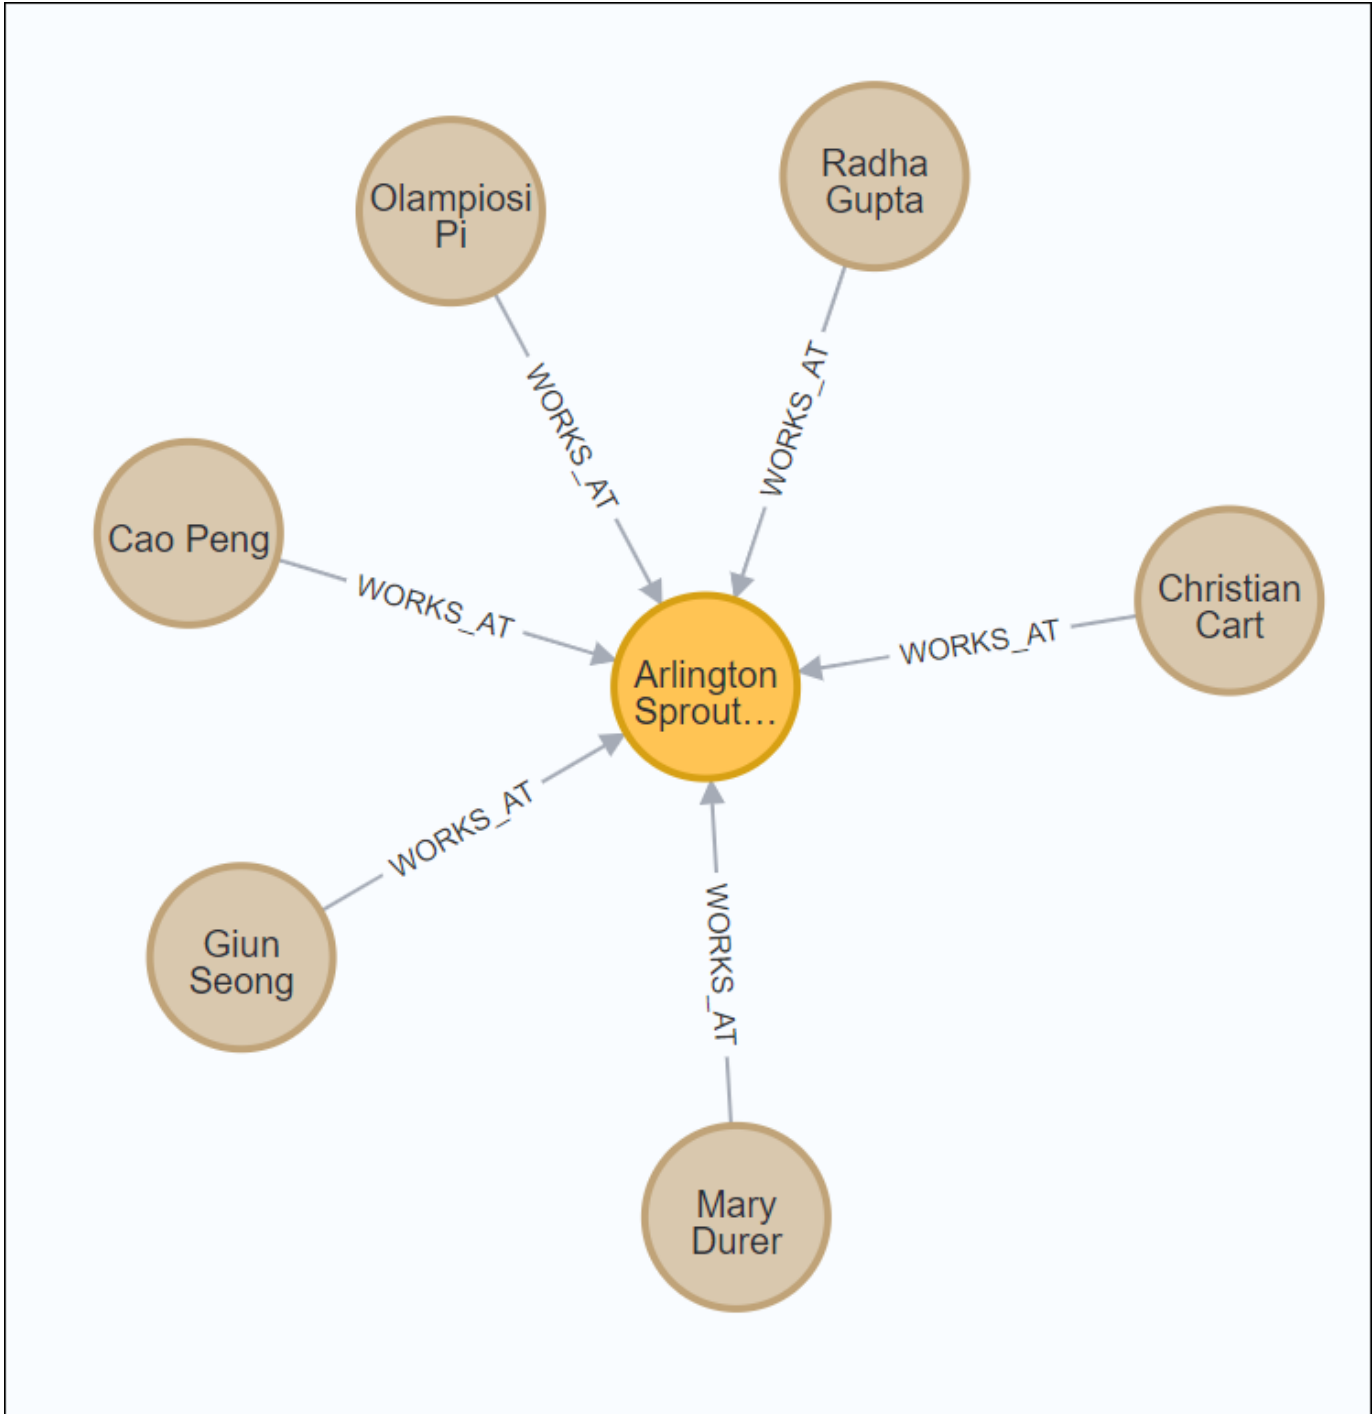 Radha
Gupta
Olampiosi
Pi
WORKS_AT
WORKS_AT
Cao Peng
WORKS_AT
Christian
Cart
WORKS_AT
Arlington
Sprout…
WORKS_AT
Giun
Seong
WORKS_AT
Mary
Durer